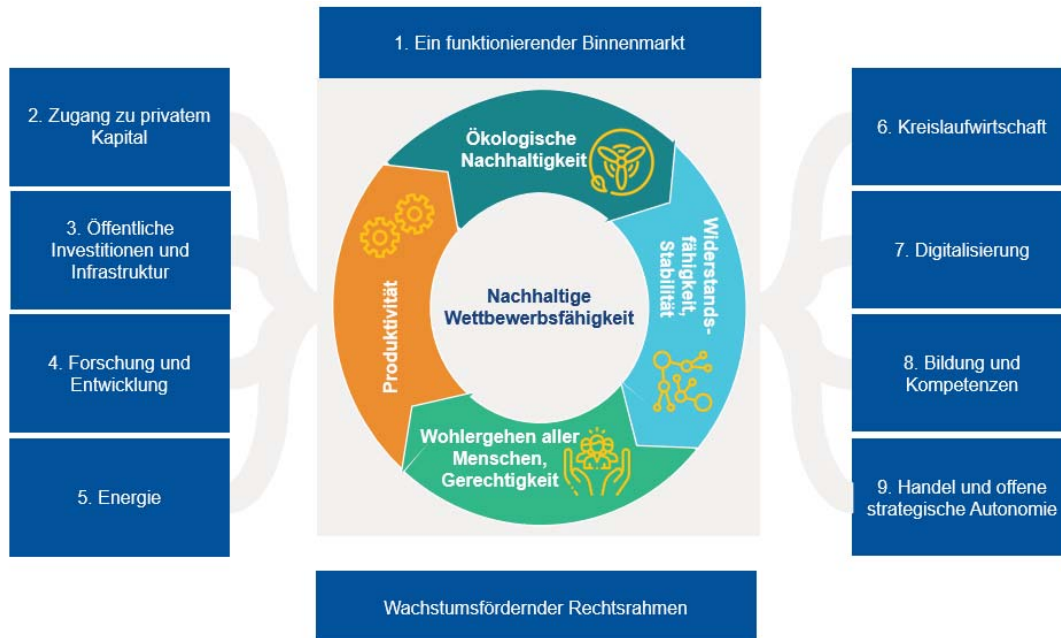 1. Ein funktionierender Binnenmarkt
2. Zugang zu privatem
Kapital
3. Öffentliche
Investitionen und
Infrastruktur
4. Forschung und
Entwicklung
5. Energie
Ökologische
Nachhaltigkeit
Widerstands-
fähigkeit,
Stabilität
Wohlergehen aller
Menschen,
Gerechtigkeit
Produktivität
Nachhaltige
Wettbewerbsfähigkeit
6. Kreislaufwirtschaft
7. Digitalisierung
8. Bildung und
Kompetenzen
9. Handel und offene
strategische Autonomie
Wachstumsfördernder Rechtsrahmen